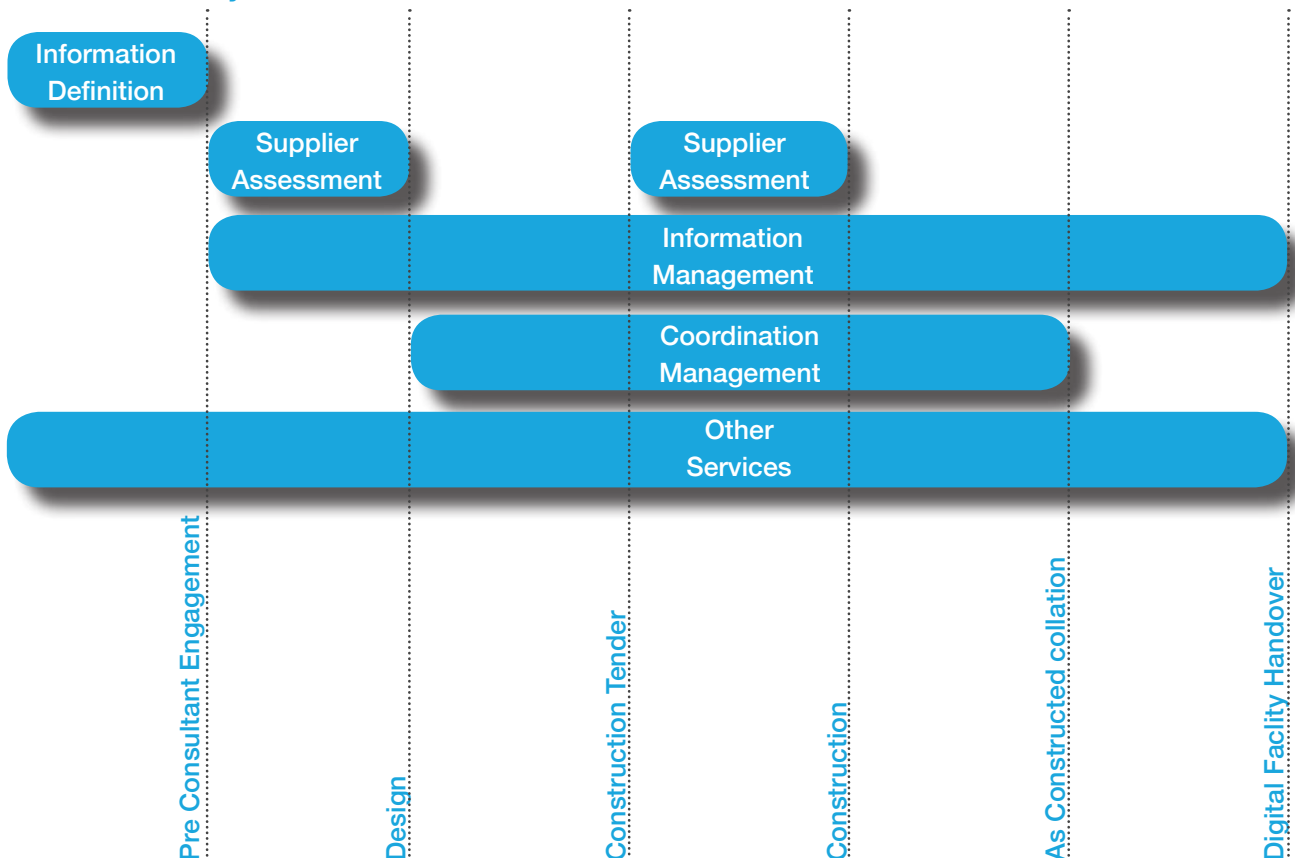 Information
Definition
Supplier
Assessment
Supplier
Assessment
Information
Management
Coordination
Management
Other
Services
Pre Consultant Engagement
Design
Construction Tender
Construction
As Constructed collation
Digital Faclity Handover